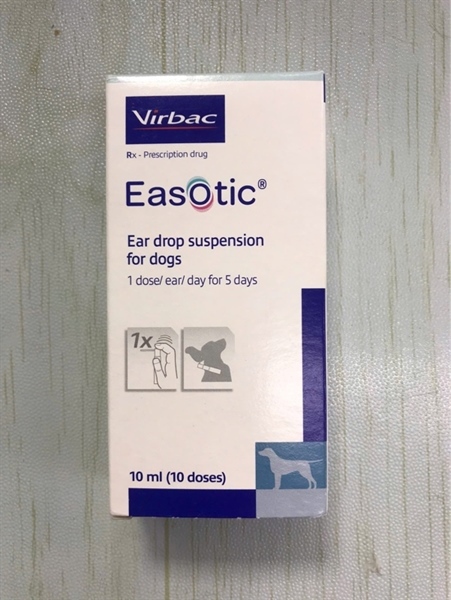 Virbac
Rx - Prescription drug
EasOtic®
Ear drop suspension
for dogs
1 dose/ ear/ day for 5 days
1x
10 ml (10 doses)